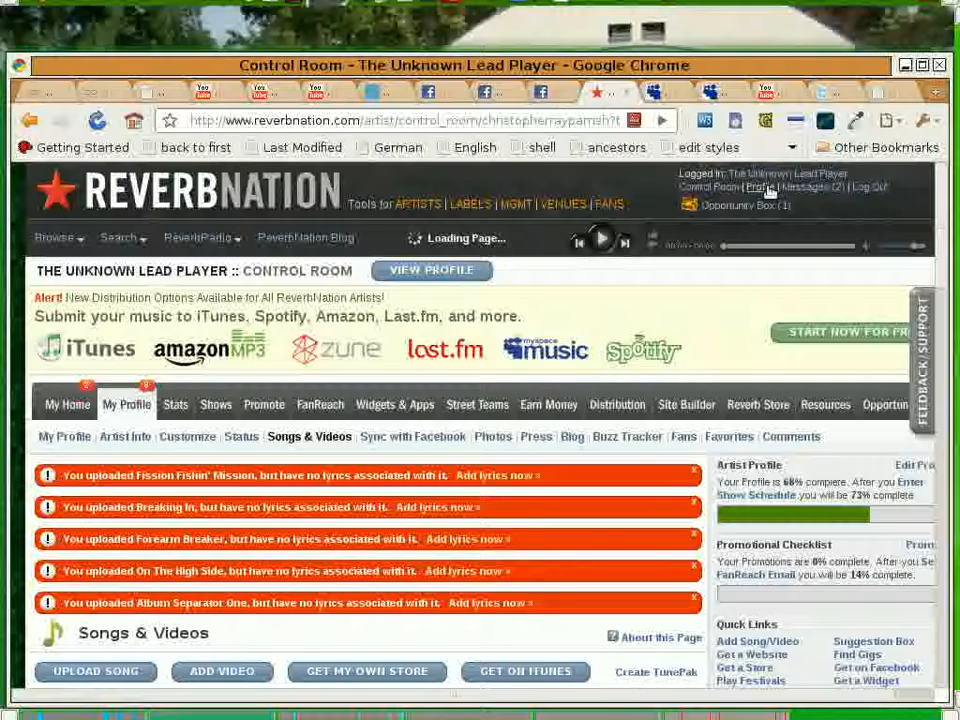 Control Room - The Unknown Lead Player - Google Chrome
http://www.reverbnation.com/artist/control_room/christopherrayparrish?t
Getting Started back to first Last Modified German English shell ancestors edit styles Other Bookmarks
REVERBNATION
Tools for ARTISTS | LABELS | MGMT | VENUES | FANS
Logged in: The Unknown Lead Player
Control Room | Profile | Messages (2) | Log Out
Opportunity Box (1)
Browse Search ReverbRadio ReverbNation Blog Loading Page...
THE UNKNOWN LEAD PLAYER :: CONTROL ROOM VIEW PROFILE
Alert! New Distribution Options Available for All ReverbNation Artists!
Submit your music to iTunes, Spotify, Amazon, Last.fm, and more.
START NOW FOR PR
iTunes amazonMP3 zune last.fm myspace music Spotify
FEEDBACK/SUPPORT
My Home My Profile Stats Shows Promote FanReach Widgets & Apps Street Teams Earn Money Distribution Site Builder Reverb Store Resources Opportun
My Profile Artist Info Customize Status Songs & Videos Sync with Facebook Photos Press Blog Buzz Tracker Fans Favorites Comments
You uploaded Fission Fishin' Mission, but have no lyrics associated with it. Add lyrics now » x
You uploaded Breaking In, but have no lyrics associated with it. Add lyrics now » x
You uploaded Forearm Breaker, but have no lyrics associated with it. Add lyrics now » x
You uploaded On The High Side, but have no lyrics associated with it. Add lyrics now » x
You uploaded Album Separator One, but have no lyrics associated with it. Add lyrics now » x
Songs & Videos
About this Page
UPLOAD SONG ADD VIDEO GET MY OWN STORE GET ON ITUNES Create TunePak
Artist Profile Edit Pro
Your Profile is 68% complete. After you Enter
Show Schedule you will be 73% complete
Promotional Checklist Prom
Your Promotions are 0% complete. After you Se
FanReach Email you will be 14% complete.
Quick Links
Add Song/Video Suggestion Box
Get a Website Find Gigs
Get a Store Get on Facebook
Play Festivals Get a Widget